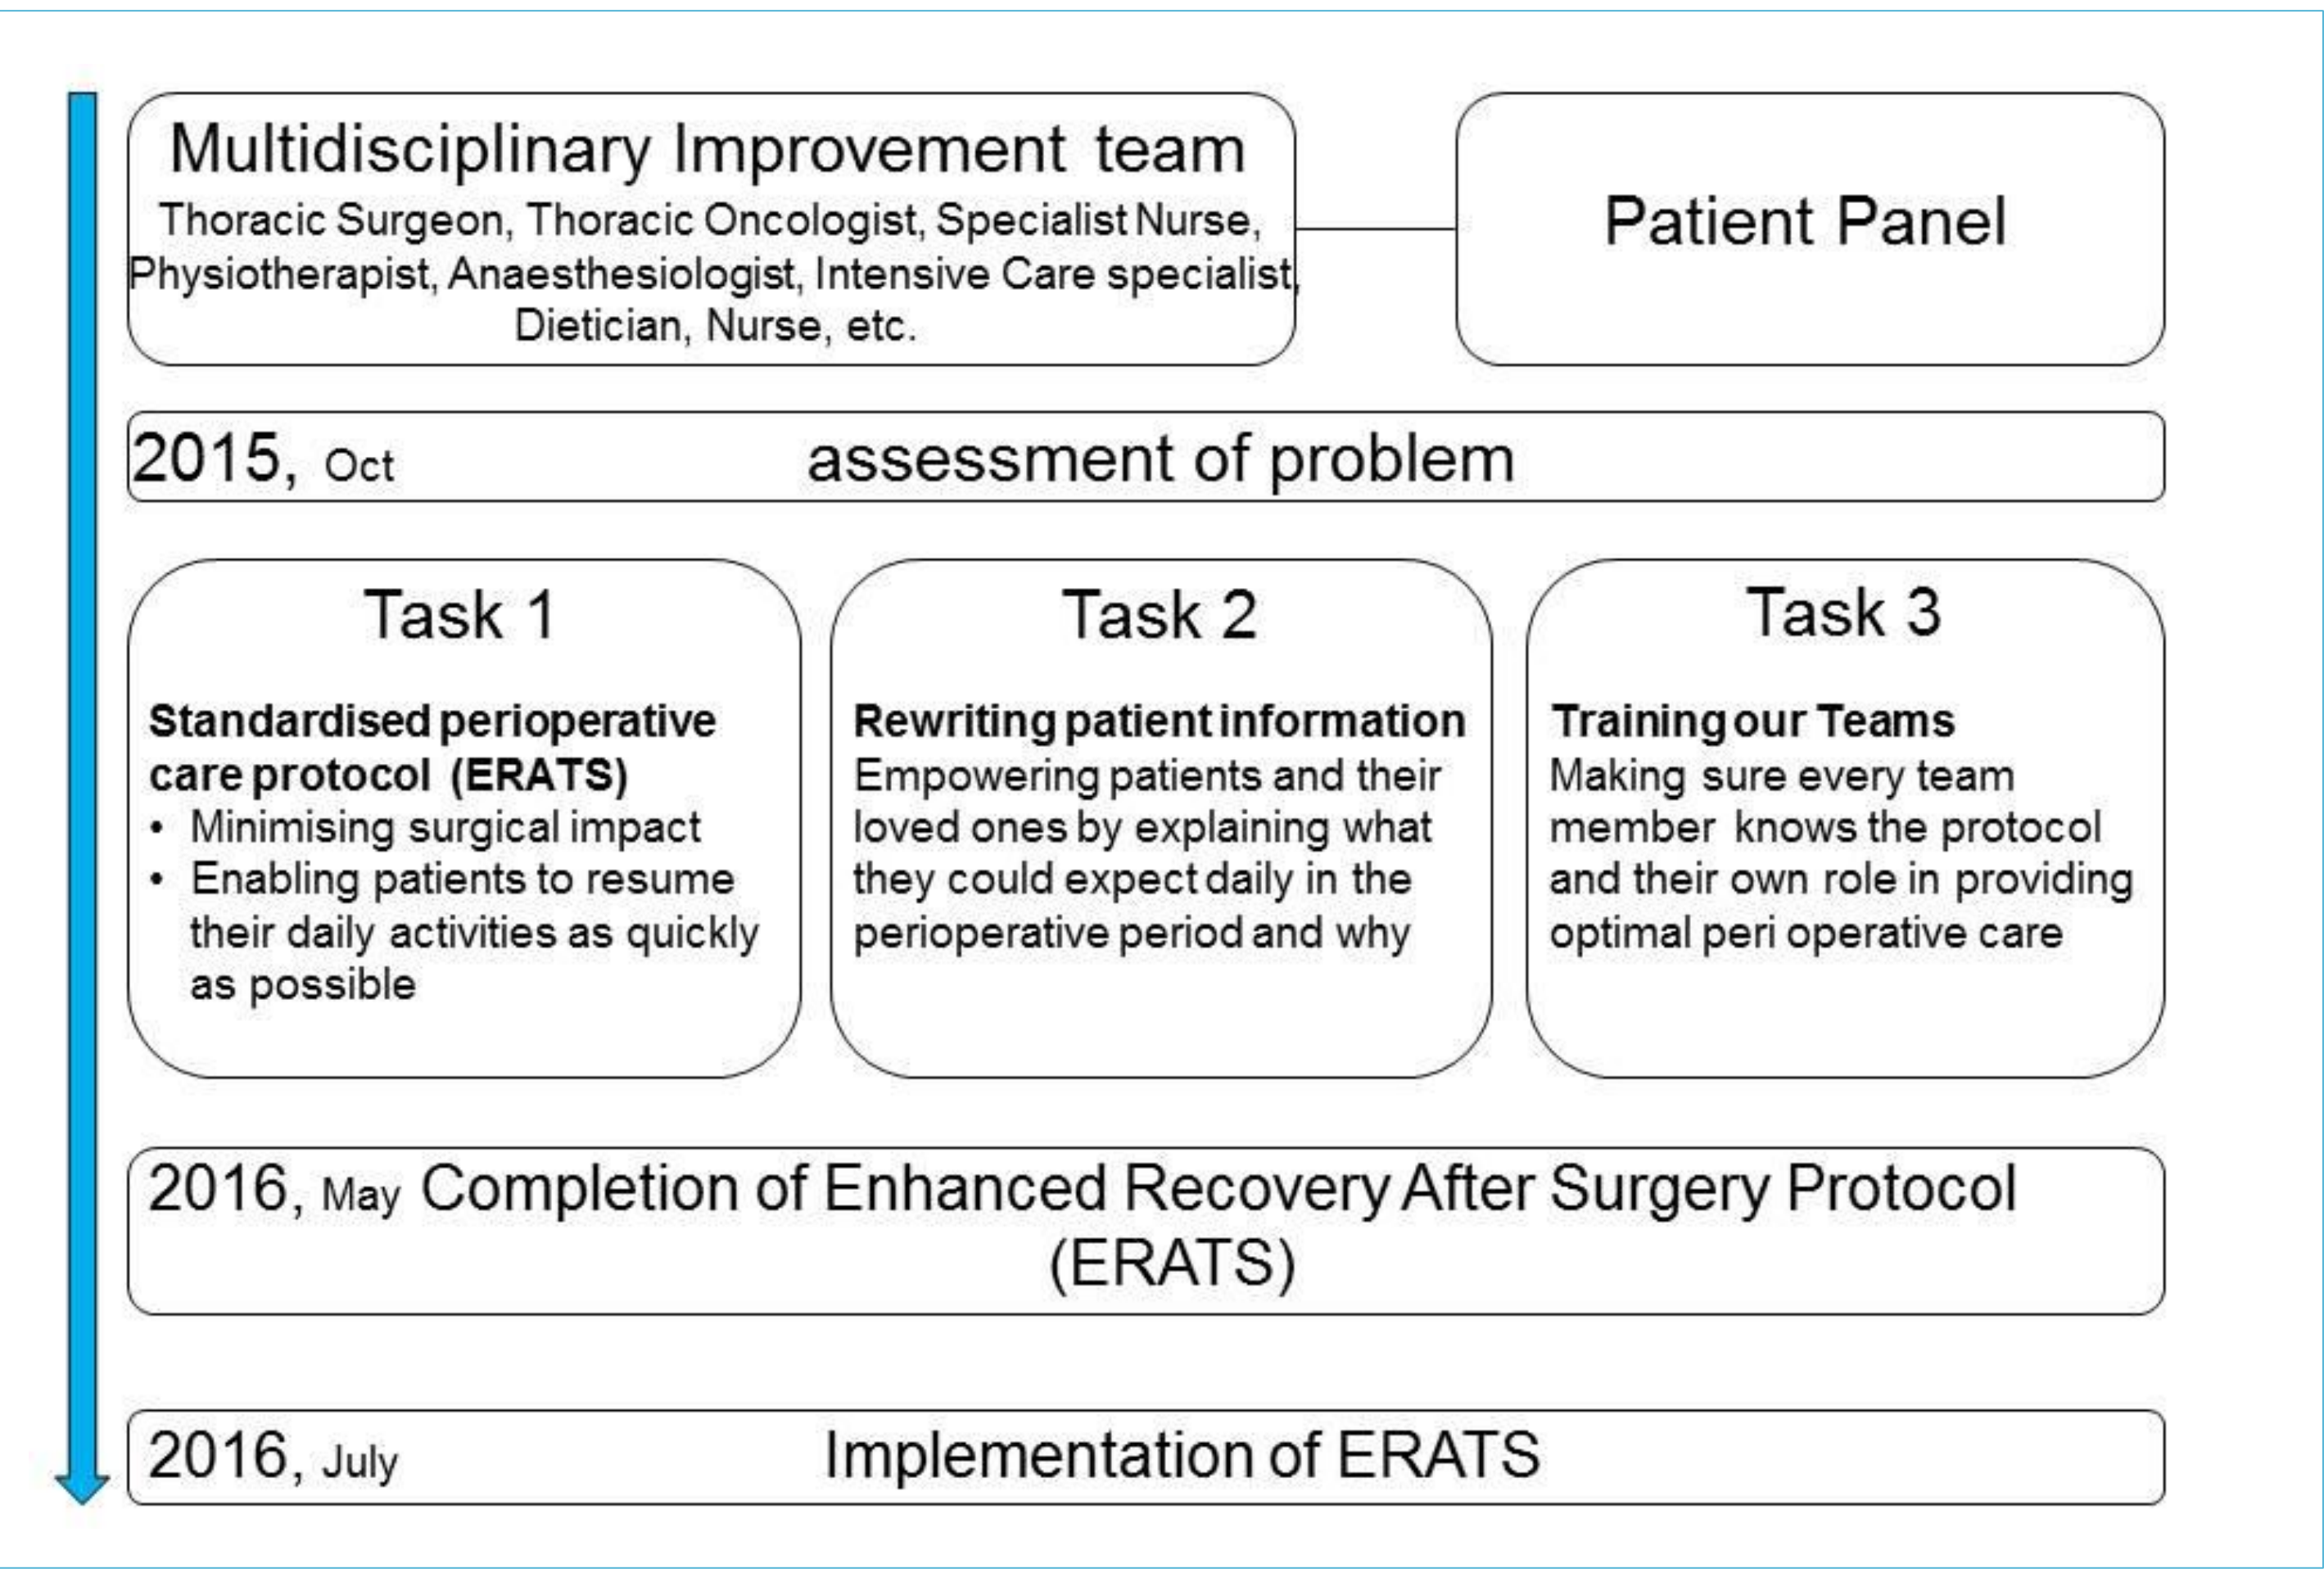 Multidisciplinary Improvement team
Thoracic Surgeon, Thoracic Oncologist, Specialist Nurse,
Physiotherapist, Anaesthesiologist, Intensive Care specialist,
Dietician, Nurse, etc.
Patient Panel
2015, Oct assessment of problem
Task 1
Standardised perioperative
care protocol (ERATS)
• Minimising surgical impact
• Enabling patients to resume
their daily activities as quickly
as possible
Task 2
Rewriting patient information
Empowering patients and their
loved ones by explaining what
they could expect daily in the
perioperative period and why
Task 3
Training our Teams
Making sure every team
member knows the protocol
and their own role in providing
optimal peri operative care
2016, May Completion of Enhanced Recovery After Surgery Protocol
(ERATS)
2016, July Implementation of ERATS